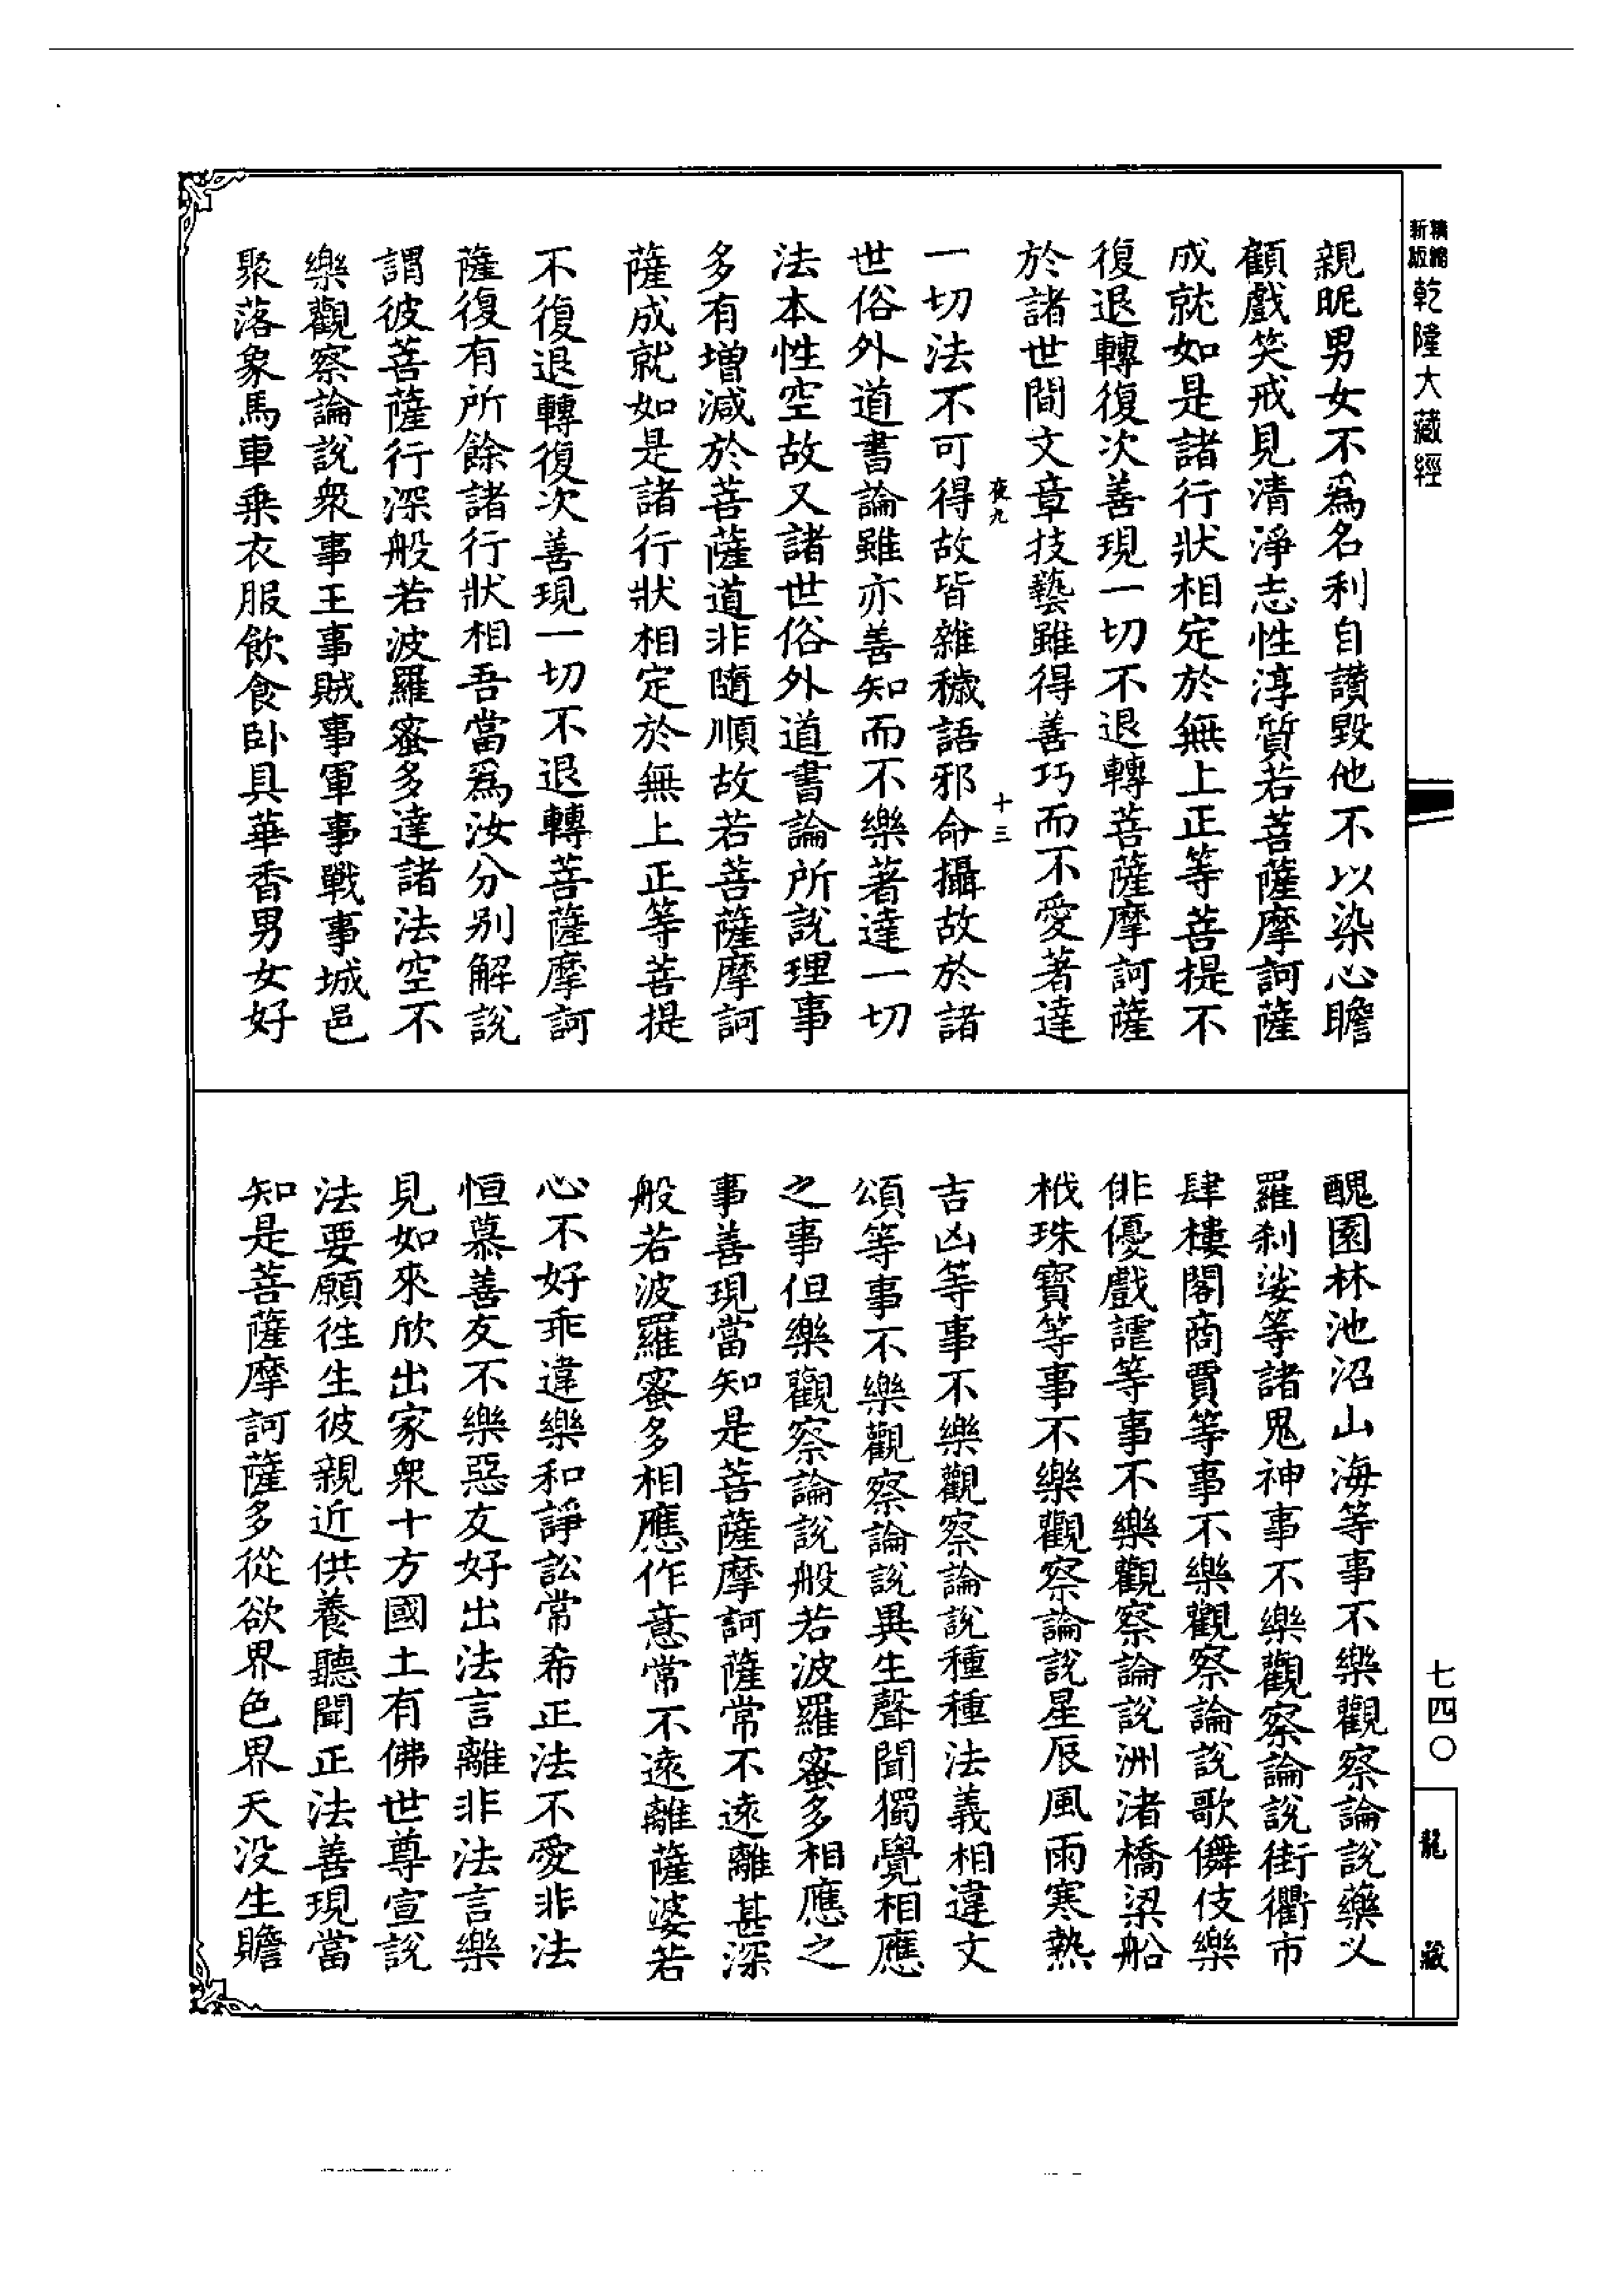 精縮
新版
乾隆大藏經
親昵男女不爲名利自讚毀他不以染心瞻
顧戲笑戒見清淨志性淳質若菩薩摩訶薩
成就如是諸行狀相定於無上正等菩提不
復退轉復次善現一切不退轉菩薩摩訶薩
於諸世間文章技藝雖得善巧而不愛著達
夜九
十三
一切法不可得故皆雜穢語邪命攝故於諸
世俗外道書論雖亦善知而不樂著達一切
法本性空故又諸世俗外道書論所說理事
多有增減於菩薩道非隨順故若菩薩摩訶
薩成就如是諸行狀相定於無上正等菩提
不復退轉復次善現一切不退轉菩薩摩訶
薩復有所餘諸行狀相吾當爲汝分別解說
謂彼菩薩行深般若波羅蜜多達諸法空不
樂觀察論說衆事王事賊事軍事戰事城邑
聚落象馬車乗衣服飲食卧具華香男女好
醜園林池沼山海等事不樂觀察論說藥乂
羅刹娑等諸鬼神事不樂觀察論說街衢市
肆樓閣商賈等事不樂觀察論說歌儛伎樂
俳優戲謔等事不樂觀察論說洲渚橋梁船
栰珠寶等事不樂觀察論說星辰風雨寒熱
吉凶等事不樂觀察論說種種法義相違文
頌等事不樂觀察論說異生聲聞獨覺相應
之事但樂觀察論說般若波羅蜜多相應之
事善現當知是菩薩摩訶薩常不遠離甚深
般若波羅蜜多相應作意常不遠離薩婆若
心不好乖違樂和諍訟常希正法不愛非法
恒慕善友不樂惡友好出法言離非法言樂
見如來欣出家衆十方國土有佛世尊宣說
法要願往生彼親近供養聽聞正法善現當
知是菩薩摩訶薩多從欲界色界天没生贍
七四〇
龍藏